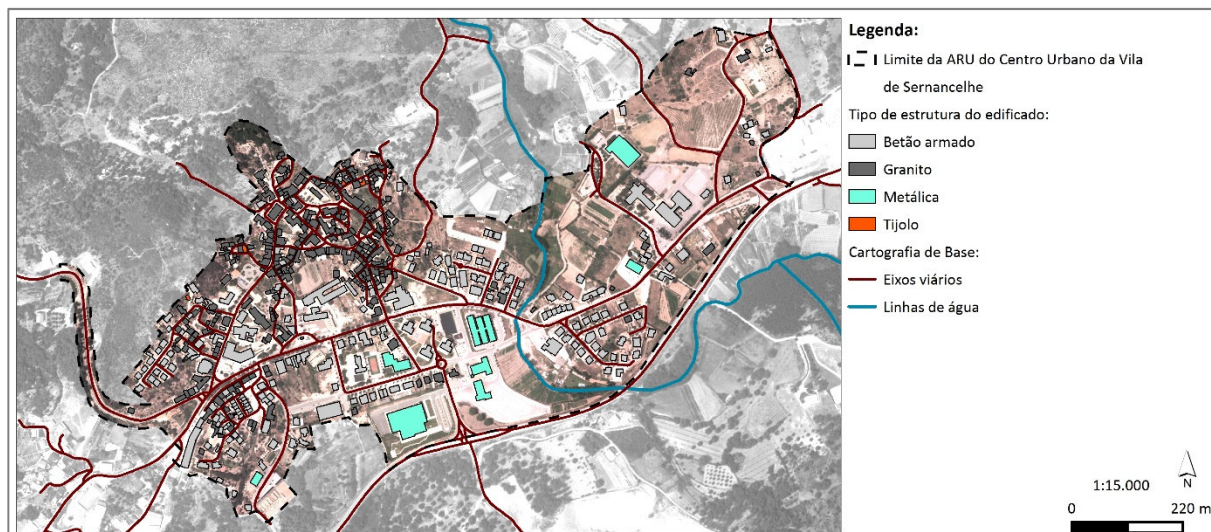 Legenda:
Limite da ARU do Centro Urbano da Vila
de Sernancelhe
Tipo de estrutura do edificado:
Betão armado
Granito
Metálica
Tijolo
Cartografia de Base:
Eixos viários
Linhas de água
1:15.000
N
0 220 m